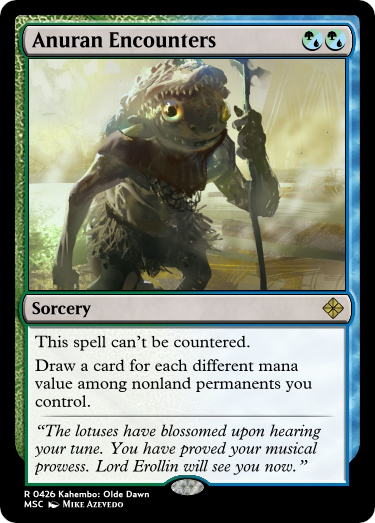 Anuran Encounters
Sorcery
This spell can't be countered.
Draw a card for each different mana
value among nonland permanents you
control.
“The lotuses have blossomed upon hearing
your tune. You have proved your musical
prowess. Lord Erollin will see you now.”
R 0426 Kahembo: Olde Dawn
MSC Mike Azevedo